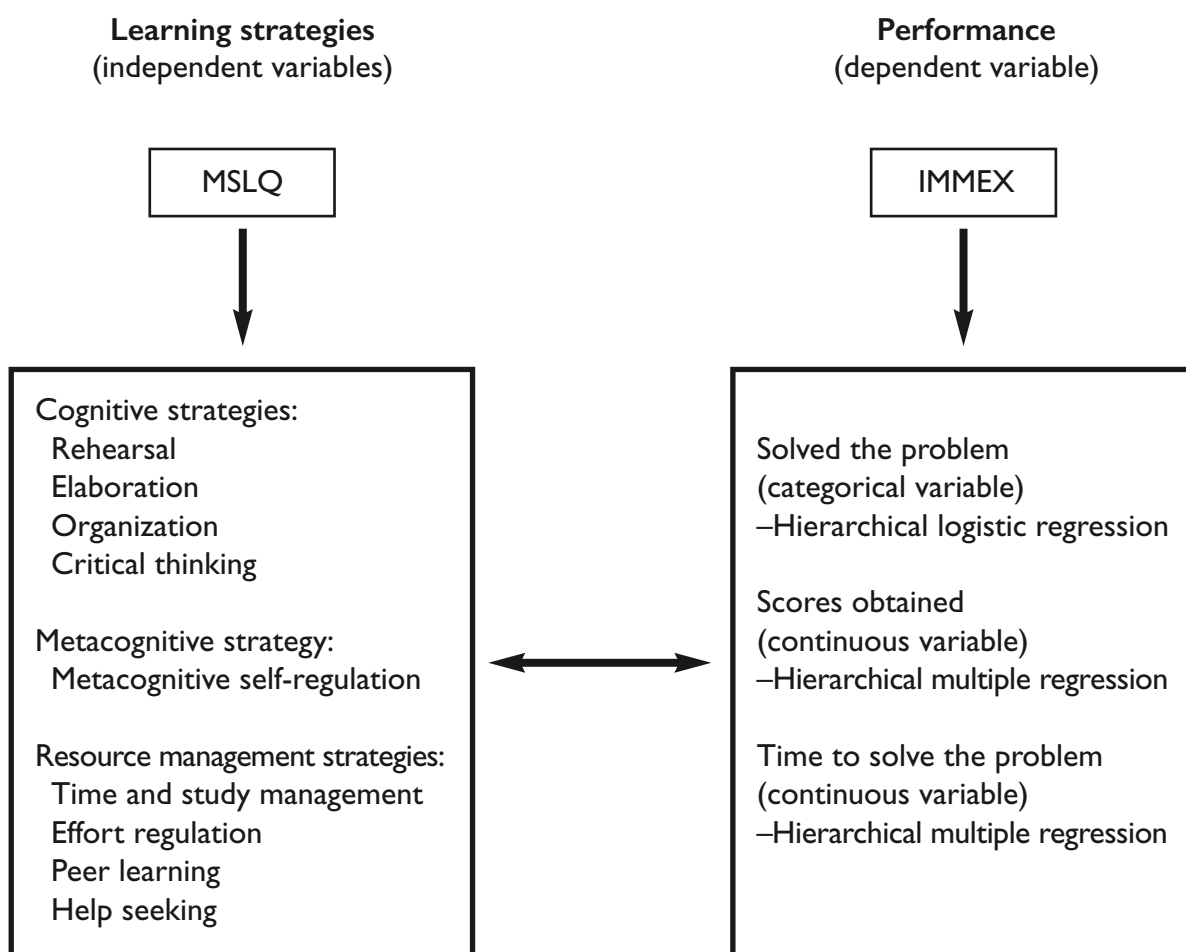 Learning strategies
(independent variables)
MSLQ
Cognitive strategies:
Rehearsal
Elaboration
Organization
Critical thinking
Metacognitive strategy:
Metacognitive self-regulation
Resource management strategies:
Time and study management
Effort regulation
Peer learning
Help seeking
Performance
(dependent variable)
IMMEX
Solved the problem
(categorical variable)
–Hierarchical logistic regression
Scores obtained
(continuous variable)
–Hierarchical multiple regression
Time to solve the problem
(continuous variable)
–Hierarchical multiple regression